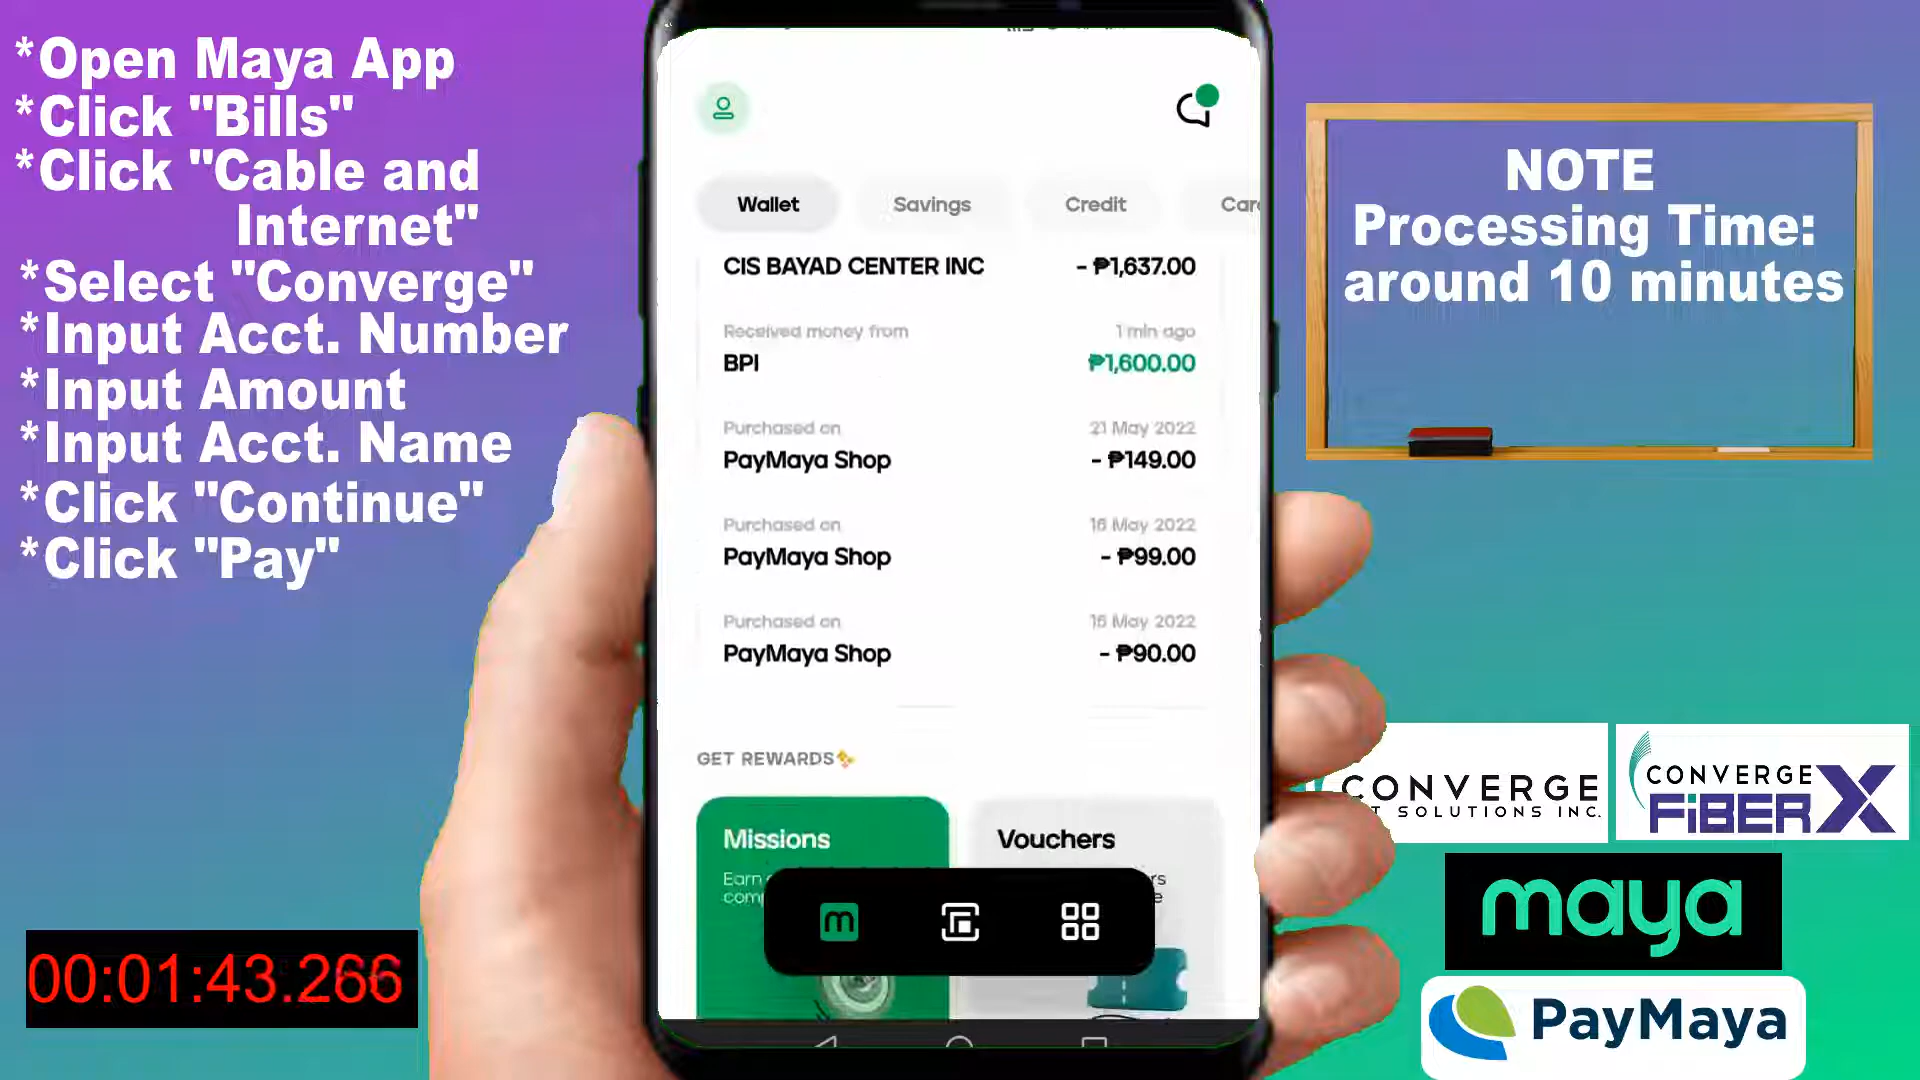 *Open Maya App
*Click "Bills"
*Click "Cable and
Internet"
*Select "Converge"
*Input Acct. Number
*Input Amount
*Input Acct. Name
*Click "Continue"
*Click "Pay"
00:01:43.266
Wallet Savings Credit
CIS BAYAD CENTER INC - ₱1,637.00
Received money from 1 min ago
BPI ₱1,600.00
Purchased on 21 May 2022
PayMaya Shop - ₱149.00
Purchased on 16 May 2022
PayMaya Shop - ₱99.00
Purchased on 16 May 2022
PayMaya Shop - ₱90.00
GET REWARDS
Missions Vouchers
Earn
NOTE
Processing Time:
around 10 minutes
CONVERGE
SOLUTIONS INC.
CONVERGE
FiBER X
maya
PayMaya